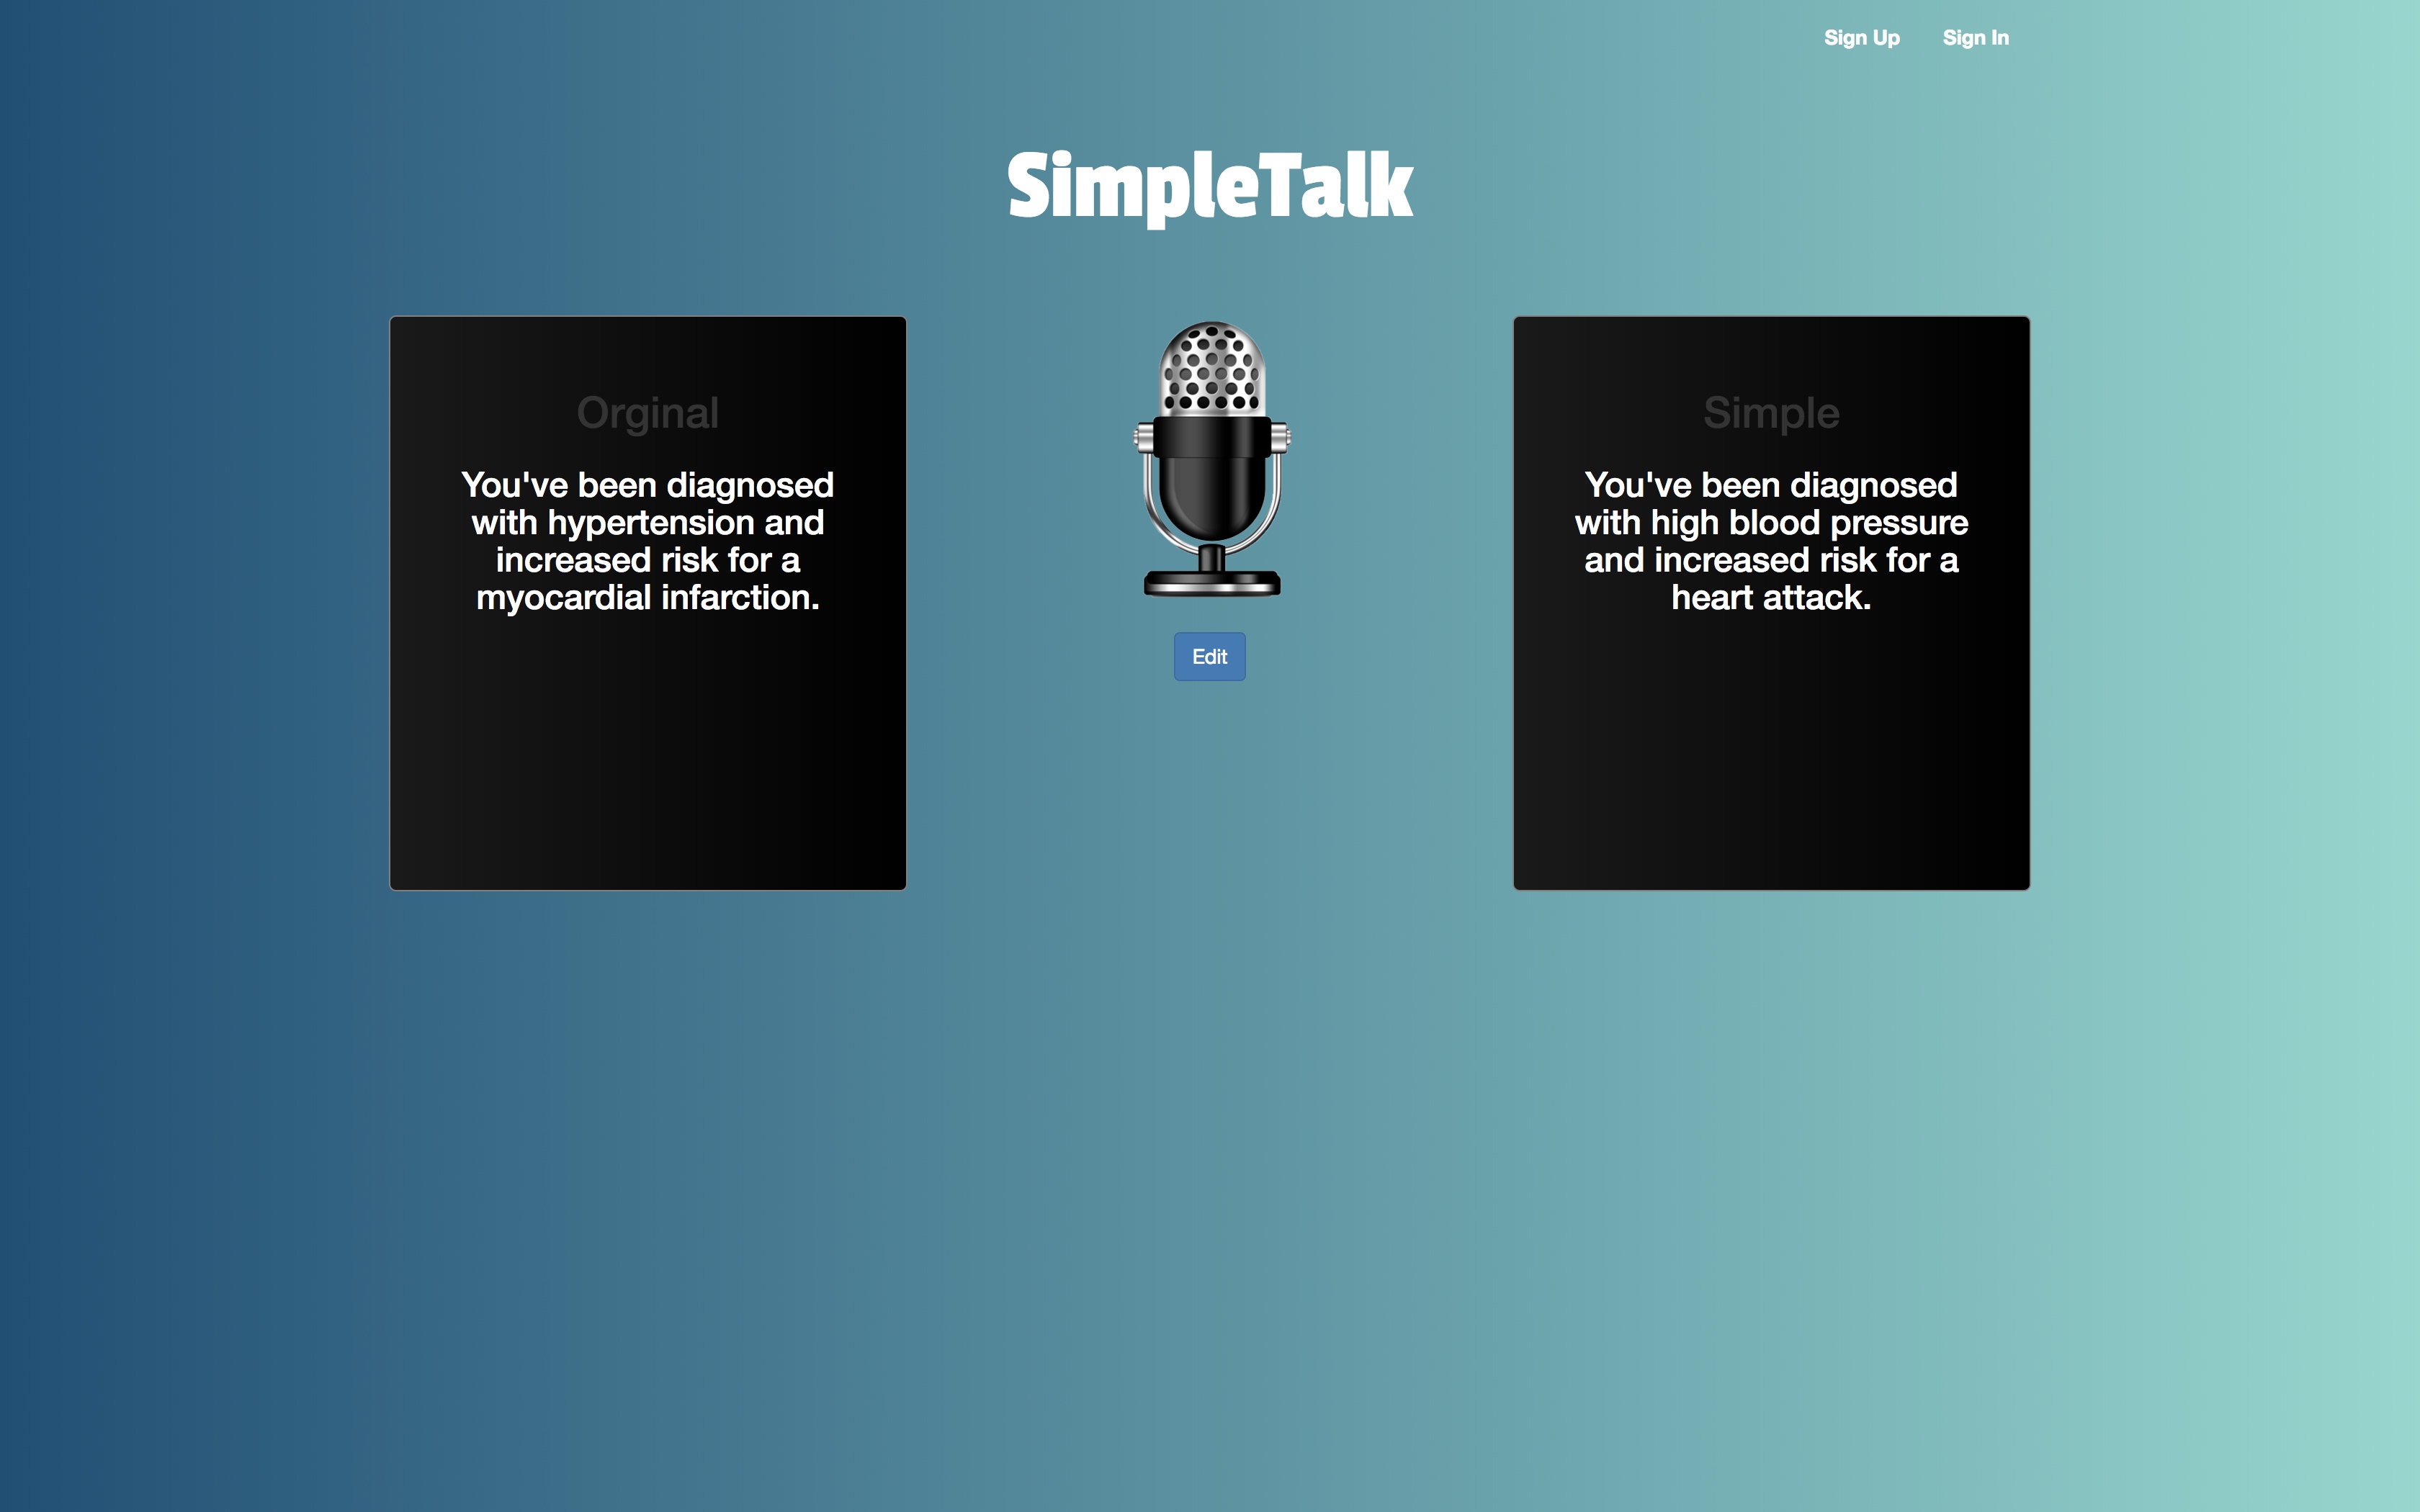 Sign Up Sign In
SimpleTalk
Orginal
You've been diagnosed
with hypertension and
increased risk for a
myocardial infarction.
Edit
Simple
You've been diagnosed
with high blood pressure
and increased risk for a
heart attack.